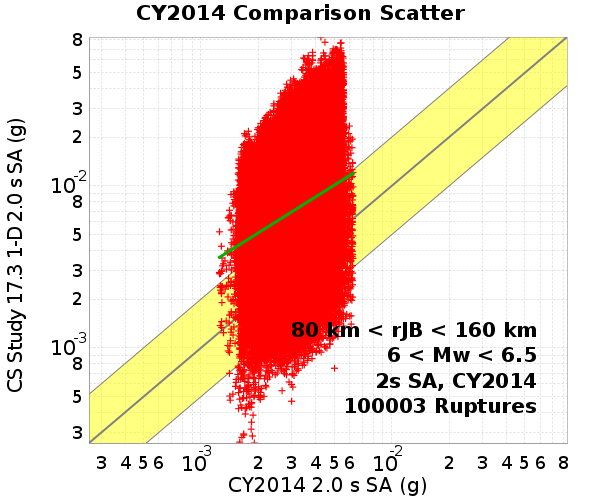 CY2014 Comparison Scatter
CS Study 17.3 1-D 2.0 s SA (g)
8
5
3
2
10-2
8
5
3
2
10-3
8
5
3
80 km < rJB < 160 km
6 < Mw < 6.5
2s SA, CY2014
100003 Ruptures
3 4 5 6 8 10-3 2 3 4 5 6 10-2 2 3 4 5 6 8
CY2014 2.0 s SA (g)